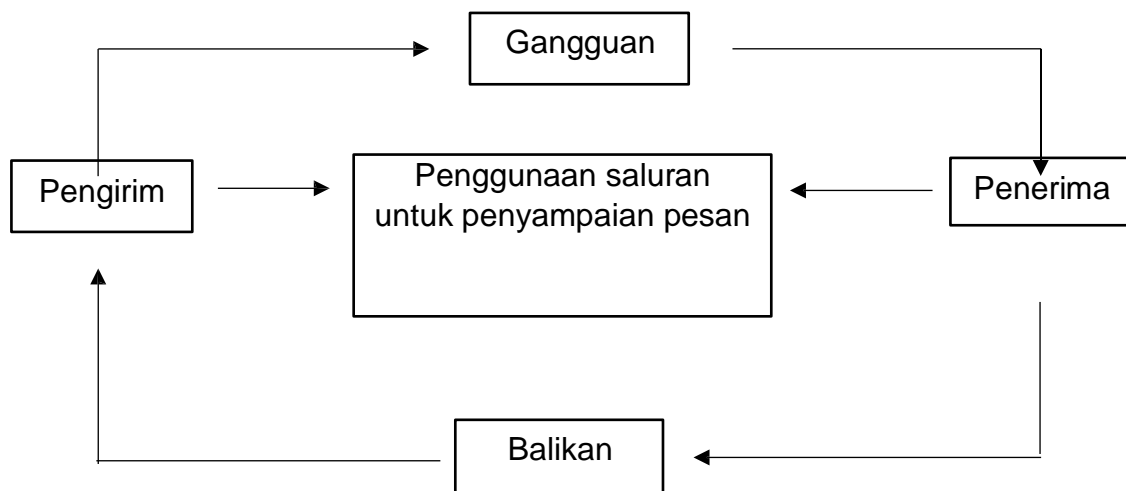 Gangguan
Pengirim
Penggunaan saluran
untuk penyampaian pesan
Penerima
Balikan